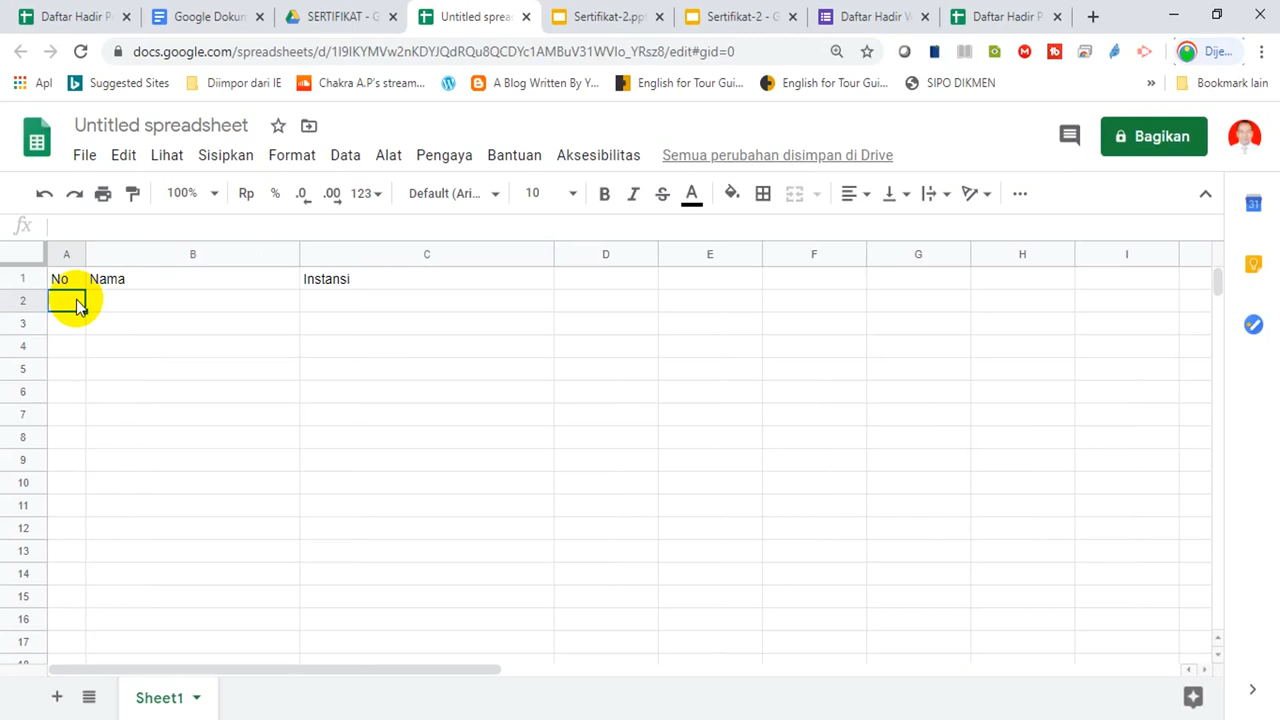 Daftar Hadir P
Google Dokun
SERTIFIKAT - G
Untitled sprea
Sertifikat-2.ppt
Sertifikat-2 - G
Daftar Hadir W
Daftar Hadir P
docs.google.com/spreadsheets/d/1I9IKYMVw2nKDYJQdRQu8QCDYc1AMBuV31WVIo_YRsz8/edit#gid=0
Dije...
Apl
Suggested Sites
Diimpor dari IE
Chakra A.P's stream...
A Blog Written By Y...
English for Tour Gui...
English for Tour Gui...
SIPO DIKMEN
»
Bookmark lain
Untitled spreadsheet
Bagikan
File Edit Lihat Sisipkan Format Data Alat Pengaya Bantuan Aksesibilitas Semua perubahan disimpan di Drive
100% Rp % .0 .00 123 Default (Ari... 10 B I S A
fx
A B C D E F G H I
1 No Nama Instansi
2
3
4
5
6
7
8
9
10
11
12
13
14
15
16
17
Sheet1